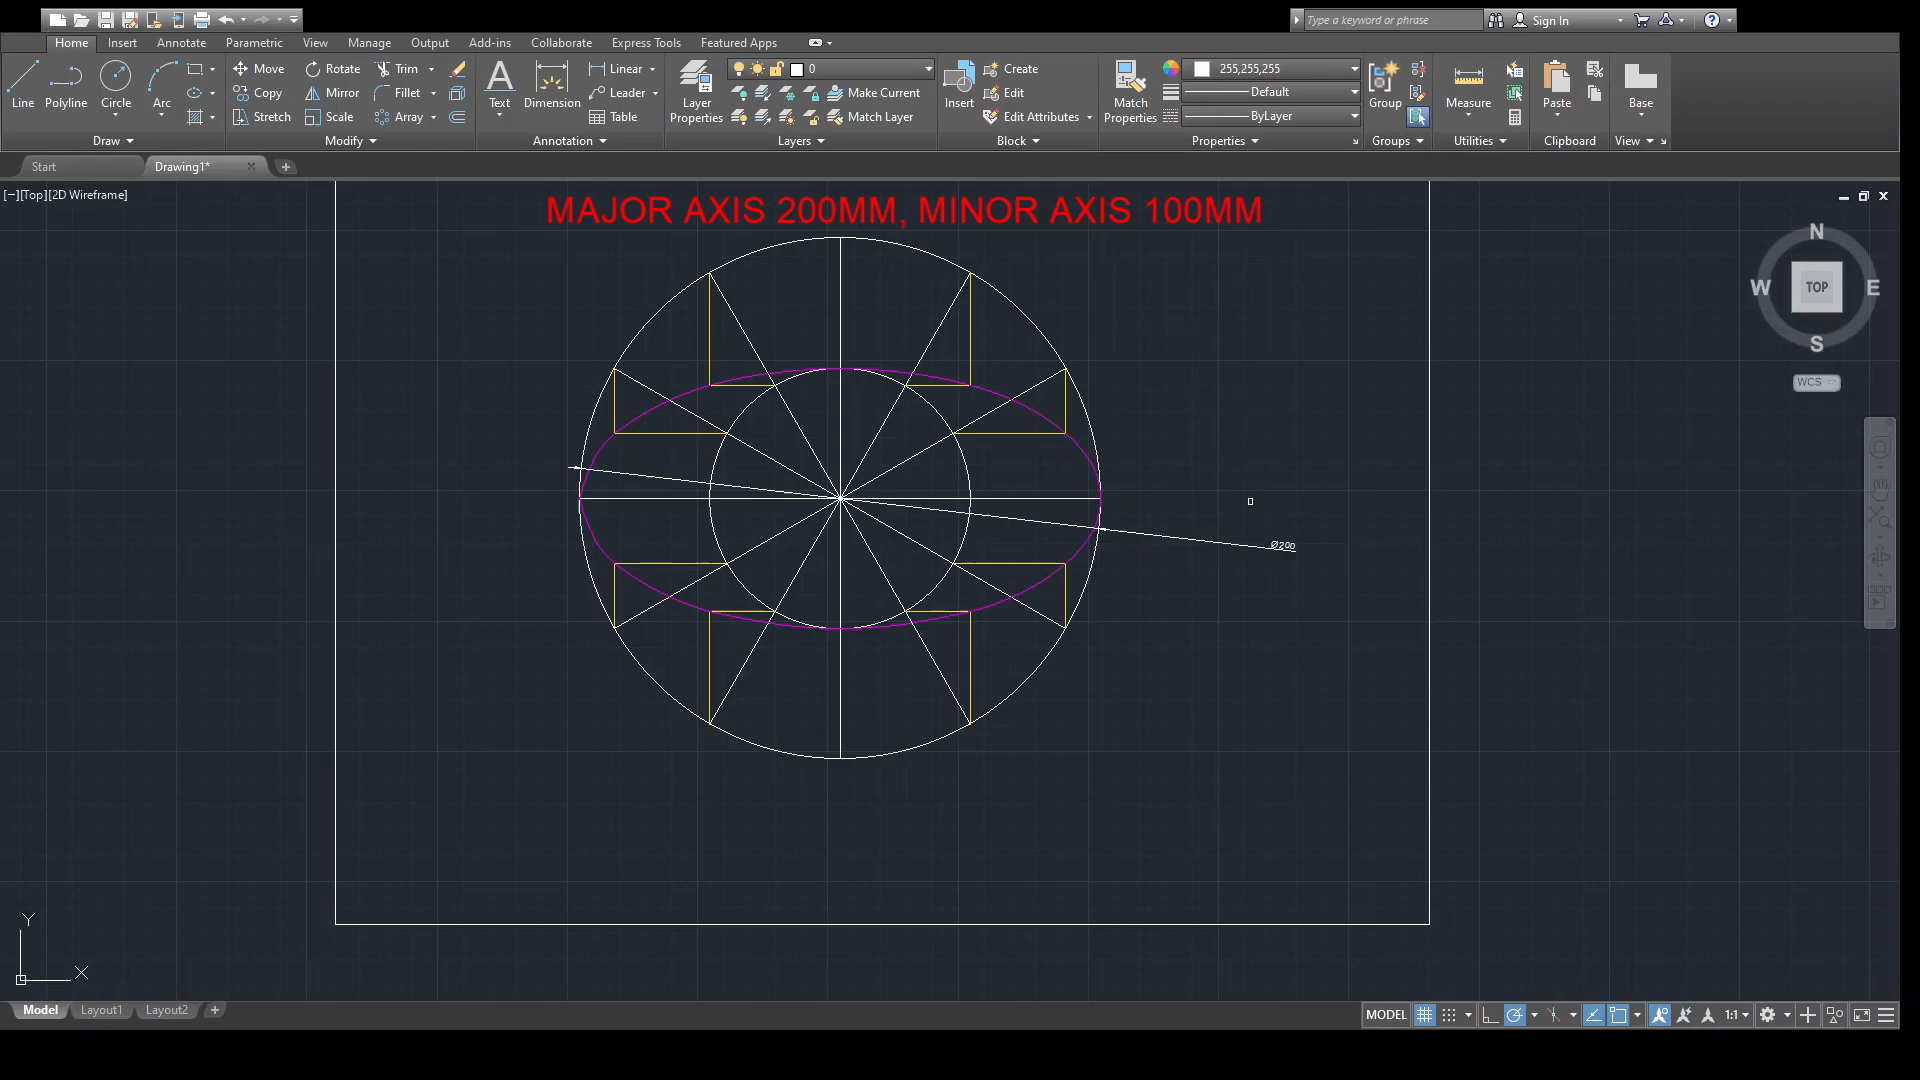 Type a keyword or phrase
Sign In
?
Home Insert Annotate Parametric View Manage Output Add-ins Collaborate Express Tools Featured Apps
Line Polyline Circle Arc
Move Rotate Trim
Copy Mirror Fillet
Stretch Scale Array
Text Dimension
Linear
Leader
Table
Layer Properties
0
Make Current
Match Layer
Insert
Create
Edit
Edit Attributes
Match Properties
255,255,255
Default
ByLayer
Group Measure Paste Base
Draw Modify Annotation Layers Block Properties Groups Utilities Clipboard View
Start Drawing1* +
[−][Top][2D Wireframe]
MAJOR AXIS 200MM, MINOR AXIS 100MM
N
W TOP E
S
WCS
Ø200
Y
X
Model Layout1 Layout2 +
MODEL 1:1